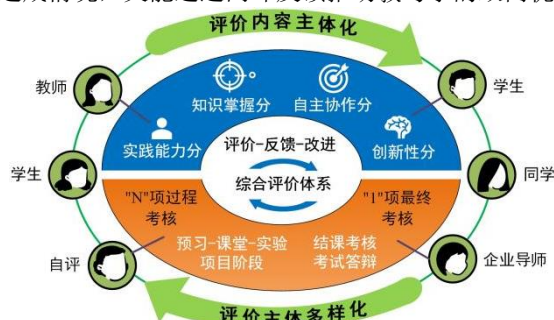 评价内容主体化
教师
学生
知识掌握分
自主协作分
实践能力分
创新性分
评价-反馈-改进
综合评价体系
学生
同学
"N"项过程
考核
"1"项最终
考核
预习-课堂-实验
项目阶段
结课考核
考试答辩
自评
企业导师
评价主体多样化